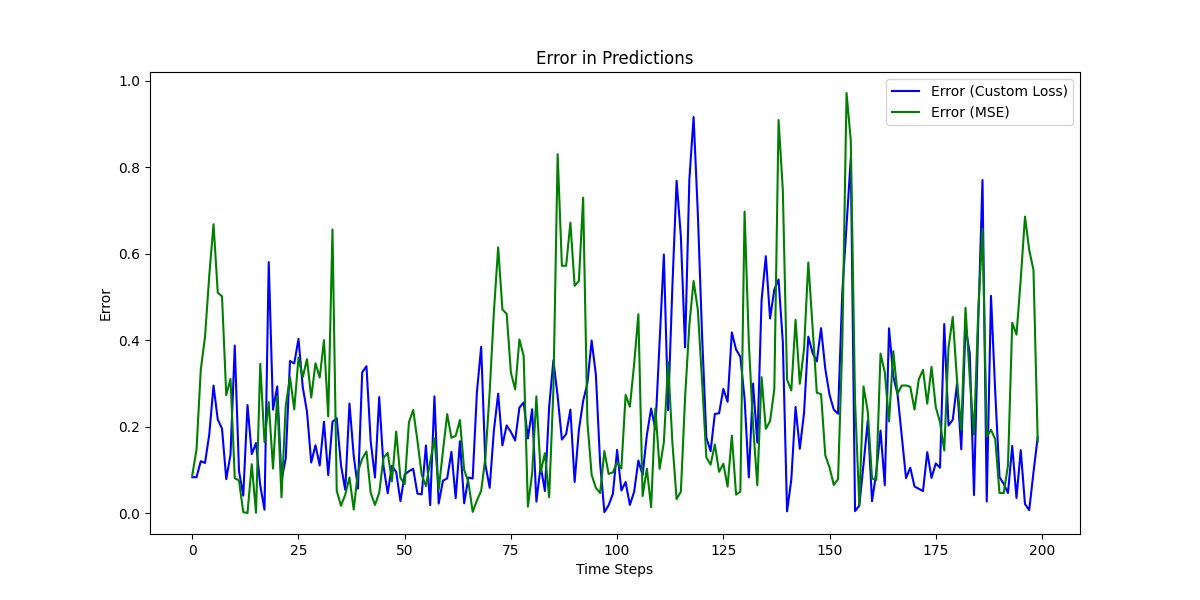 Error in Predictions
Error (Custom Loss)
Error (MSE)
Error
1.0
0.8
0.6
0.4
0.2
0.0
0 25 50 75 100 125 150 175 200
Time Steps